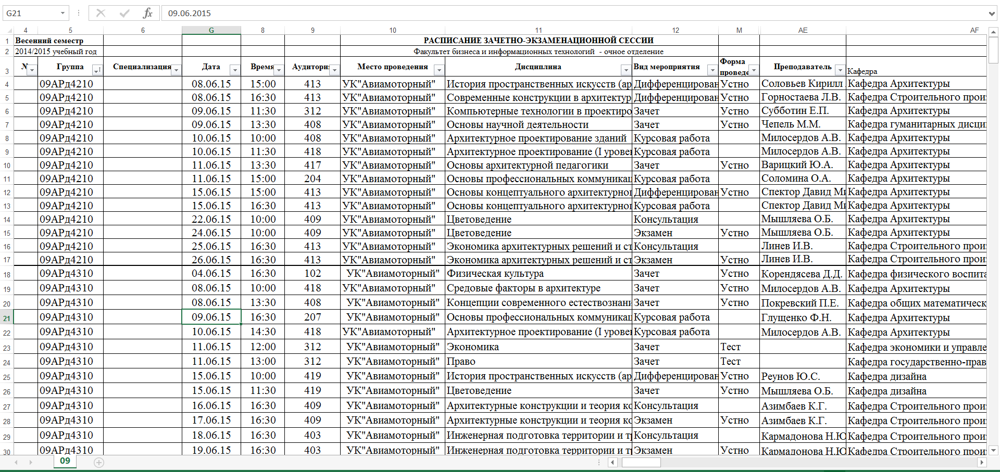 G21 fx 09.06.2015
4 5 6 G 8 9 10 11 12 M AE AF
1 Весенний семестр РАСПИСАНИЕ ЗАЧЕТНО-ЭКЗАМЕНАЦИОННОЙ СЕССИИ
2 2014/2015 учебный год Факультет бизнеса и информационных технологий - очное отделение
3 № Группа Специализация Дата Время Аудитория Место проведения Дисциплина Вид мероприятия Форма проведе Преподаватель Кафедра
4 09АРд4210 08.06.15 15:00 413 УК"Авиамоторный" История пространственных искусств (ар Дифференцирован Устно Соловьев Кирилл Кафедра Архитектуры
5 09АРд4210 08.06.15 16:30 413 УК"Авиамоторный" Современные конструкции в архитектур Дифференцирован Устно Горностаева Л.В. Кафедра Строительного прои
6 09АРд4210 09.06.15 11:30 312 УК"Авиамоторный" Компьютерные технологии в проектиро Зачет Устно Субботин Е.П. Кафедра Архитектуры
7 09АРд4210 09.06.15 13:30 408 УК"Авиамоторный" Основы научной деятельности Зачет Устно Чепель М.М. Кафедра гуманитарных дисци
8 09АРд4210 10.06.15 10:00 408 УК"Авиамоторный" Архитектурное проектирование зданий Курсовая работа Милосердов А.В. Кафедра Архитектуры
9 09АРд4210 10.06.15 11:30 418 УК"Авиамоторный" Архитектурное проектирование (I урове Курсовая работа Милосердов А.В. Кафедра Архитектуры
10 09АРд4210 11.06.15 13:30 417 УК"Авиамоторный" Основы архитектурной педагогики Зачет Устно Варицкий Ю.А. Кафедра Архитектуры
11 09АРд4210 11.06.15 15:00 204 УК"Авиамоторный" Основы профессиональных коммуникац Курсовая работа Соломина О.А. Кафедра Архитектуры
12 09АРд4210 15.06.15 15:00 413 УК"Авиамоторный" Основы концептуального архитектурног Дифференцирован Устно Спектор Давид Ми Кафедра Архитектуры
13 09АРд4210 15.06.15 16:30 413 УК"Авиамоторный" Основы концептуального архитектурног Курсовая работа Спектор Давид Ми Кафедра Архитектуры
14 09АРд4210 22.06.15 10:00 409 УК"Авиамоторный" Цветоведение Консультация Мышляева О.Б. Кафедра Архитектуры
15 09АРд4210 24.06.15 10:00 409 УК"Авиамоторный" Цветоведение Экзамен Устно Мышляева О.Б. Кафедра Архитектуры
16 09АРд4210 25.06.15 16:30 413 УК"Авиамоторный" Экономика архитектурных решений и ст Консультация Линев И.В. Кафедра Строительного прои
17 09АРд4210 26.06.15 16:30 413 УК"Авиамоторный" Экономика архитектурных решений и ст Экзамен Устно Линев И.В. Кафедра Строительного прои
18 09АРд4310 04.06.15 16:30 102 УК"Авиамоторный" Физическая культура Зачет Устно Корендясева Д.Д. Кафедра физического воспита
19 09АРд4310 08.06.15 10:00 418 УК"Авиамоторный" Средовые факторы в архитектуре Зачет Устно Милосердов А.В. Кафедра Архитектуры
20 09АРд4310 08.06.15 13:30 408 УК"Авиамоторный" Концепции современного естествознани Зачет Устно Покревский П.Е. Кафедра общих математическ
21 09АРд4310 09.06.15 16:30 207 УК"Авиамоторный" Основы профессиональных коммуникац Курсовая работа Глущенко Ф.Н. Кафедра Архитектуры
22 09АРд4310 10.06.15 14:30 418 УК"Авиамоторный" Архитектурное проектирование (I урове Курсовая работа Милосердов А.В. Кафедра Архитектуры
23 09АРд4310 11.06.15 12:00 312 УК"Авиамоторный" Экономика Зачет Тест Кафедра экономики и управле
24 09АРд4310 11.06.15 13:00 312 УК"Авиамоторный" Право Зачет Тест Кафедра государственно-прав
25 09АРд4310 15.06.15 10:00 419 УК"Авиамоторный" История пространственных искусств (ар Дифференцирован Устно Реунов Ю.С. Кафедра дизайна
26 09АРд4310 15.06.15 11:30 419 УК"Авиамоторный" Цветоведение Зачет Устно Мышляева О.Б. Кафедра дизайна
27 09АРд4310 16.06.15 16:30 409 УК"Авиамоторный" Архитектурные конструкции и теория ко Консультация Азимбаев К.Г. Кафедра Строительного прои
28 09АРд4310 17.06.15 16:30 409 УК"Авиамоторный" Архитектурные конструкции и теория ко Экзамен Устно Азимбаев К.Г. Кафедра Строительного прои
29 09АРд4310 18.06.15 16:30 403 УК"Авиамоторный" Инженерная подготовка территории и тр Консультация Кармадонова Н.Ю Кафедра Строительного прои
30 09АРд4310 19.06.15 16:30 403 УК"Авиамоторный" Инженерная подготовка территории и тр Экзамен Устно Кармадонова Н.Ю Кафедра Строительного прои
09